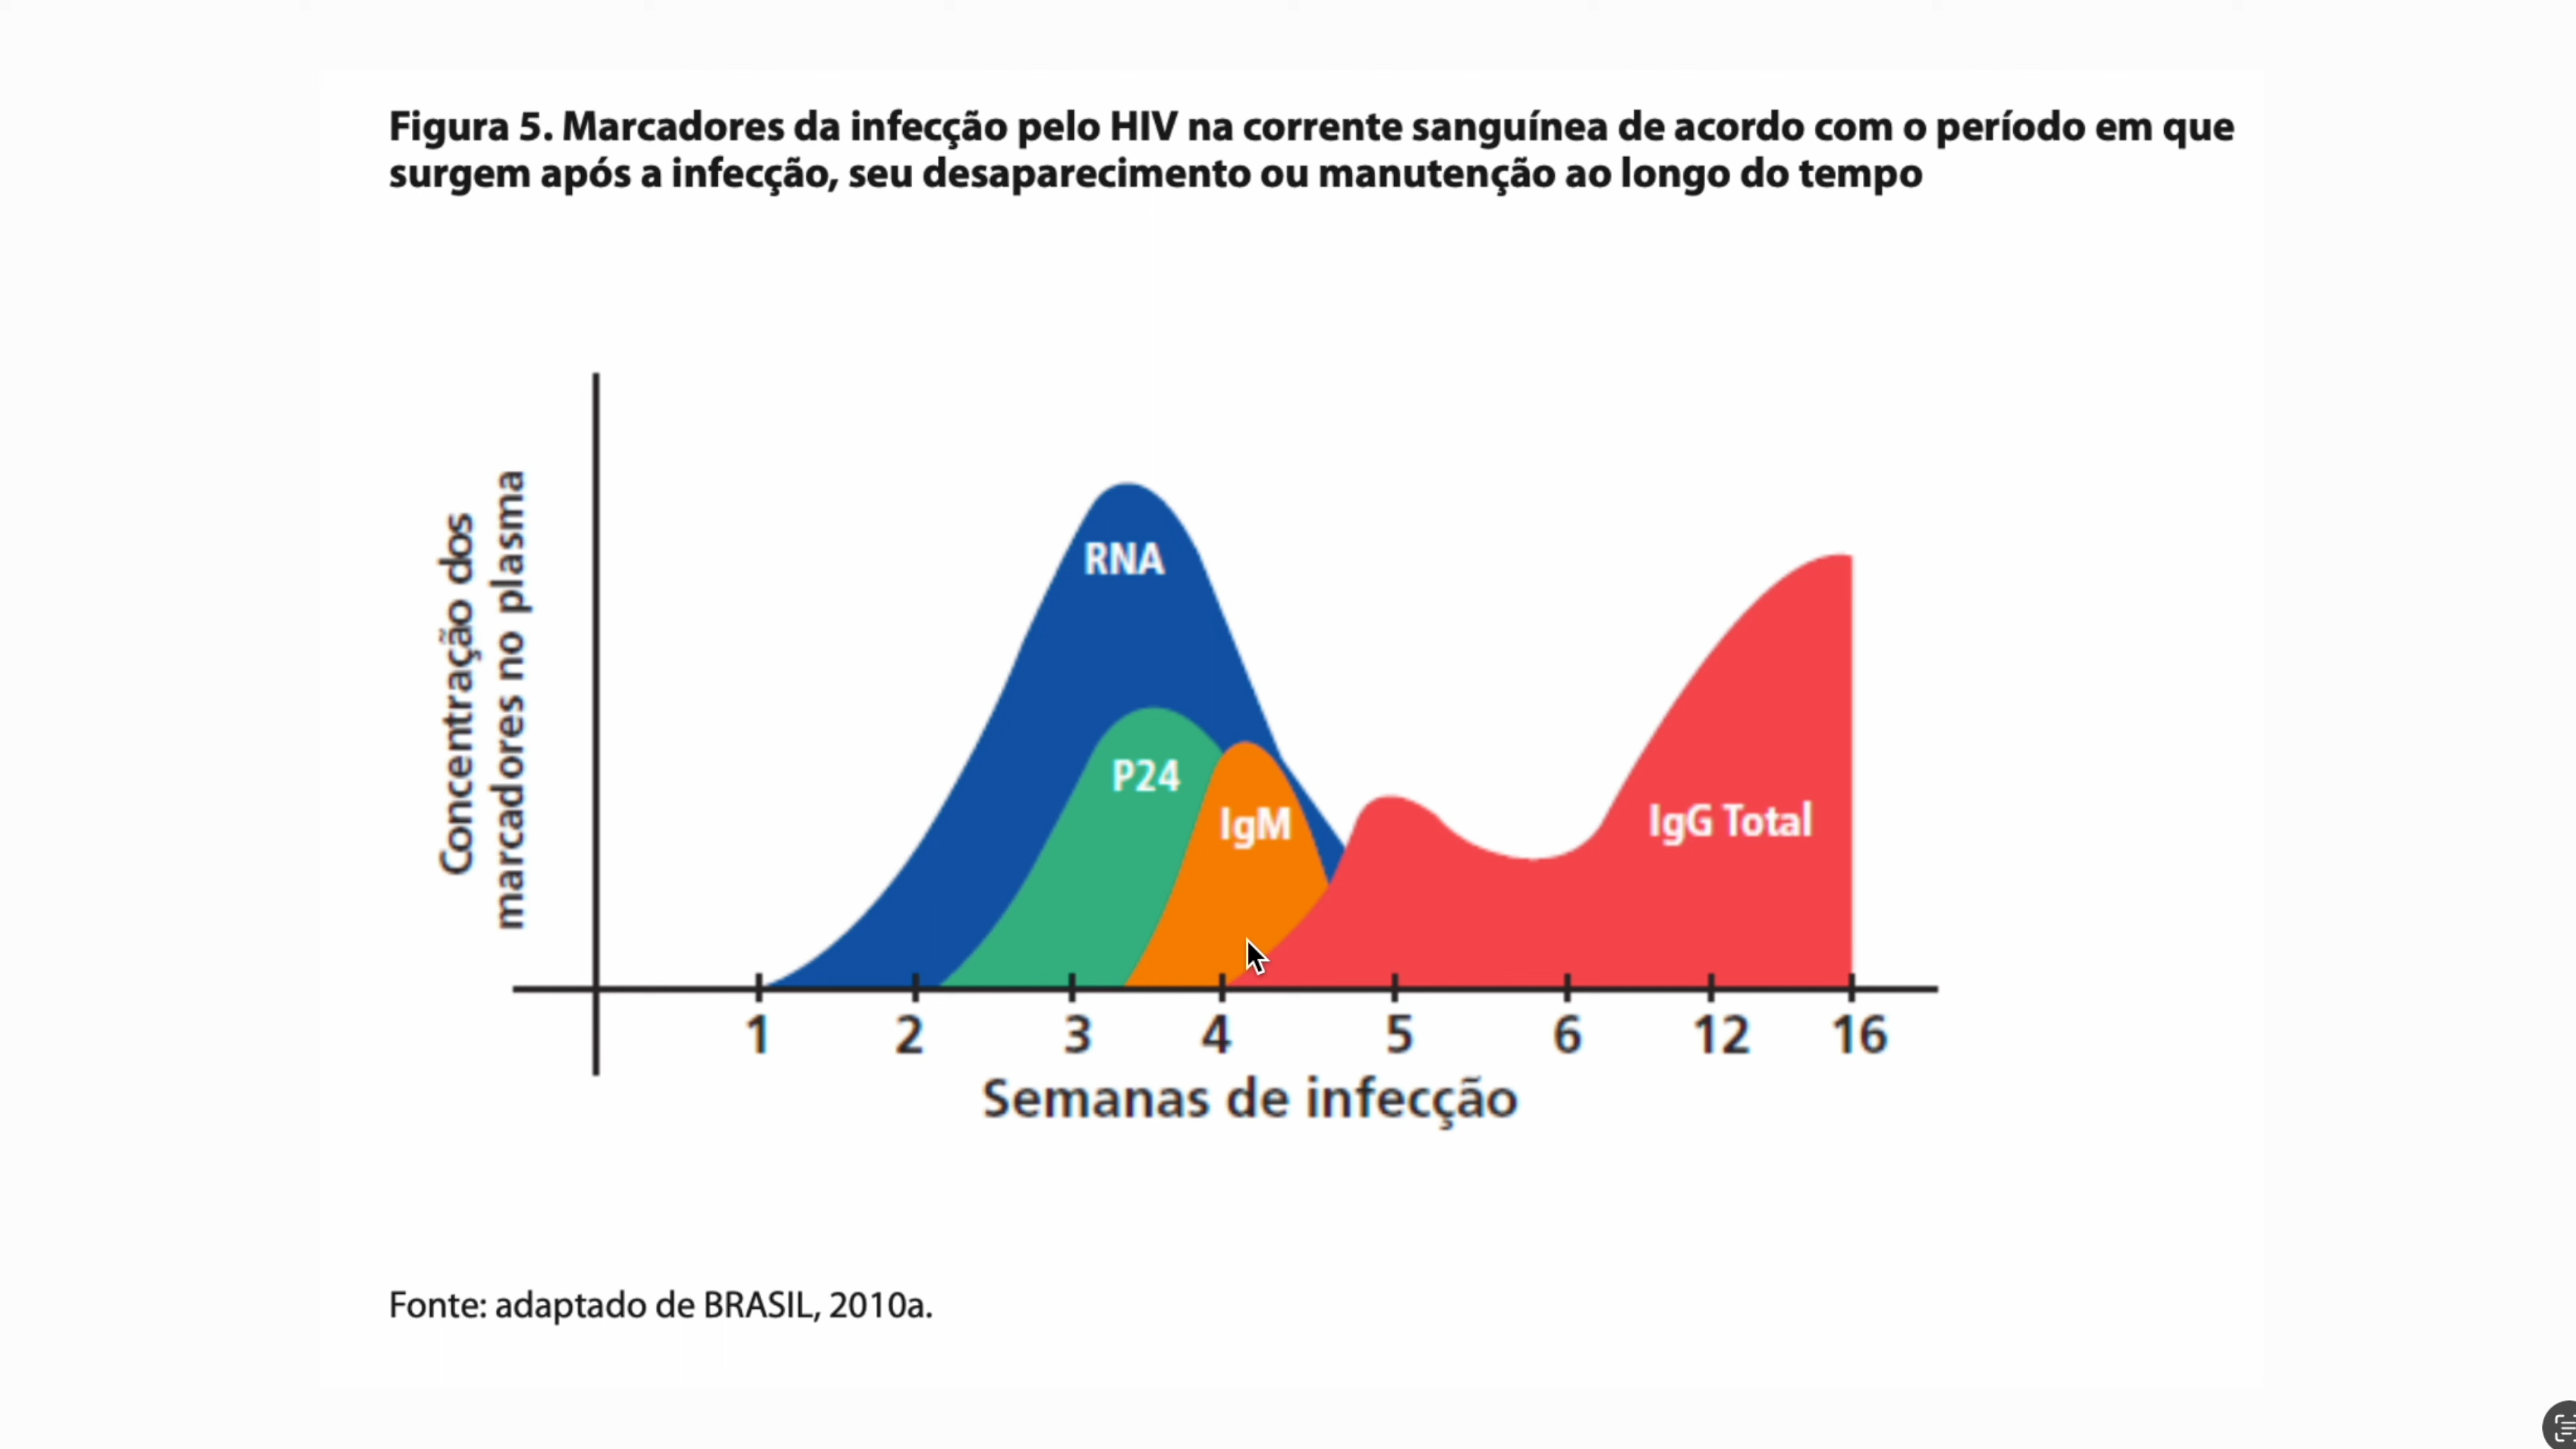 Figura 5. Marcadores da infecção pelo HIV na corrente sanguínea de acordo com o período em que
surgem após a infecção, seu desaparecimento ou manutenção ao longo do tempo
Concentração dos
marcadores no plasma
RNA
P24
IgM
IgG Total
1 2 3 4 5 6 12 16
Semanas de infecção
Fonte: adaptado de BRASIL, 2010a.